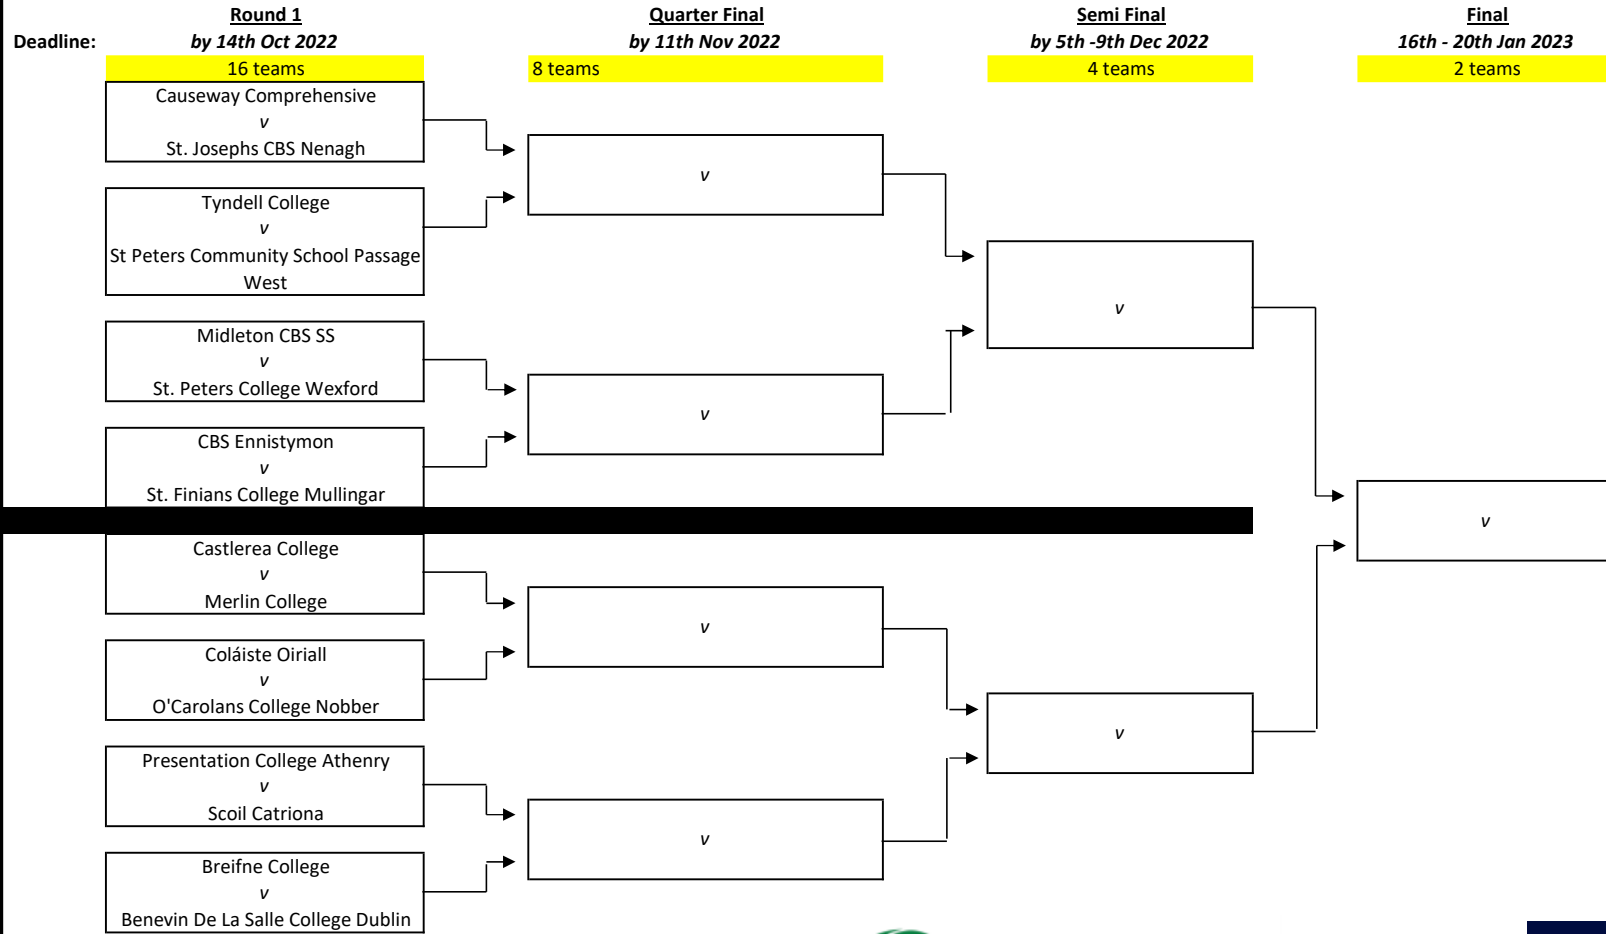 Round 1
Quarter Final
Semi Final
Final
Deadline:
by 14th Oct 2022
by 11th Nov 2022
by 5th -9th Dec 2022
16th - 20th Jan 2023
16 teams
8 teams
4 teams
2 teams
Causeway Comprehensive
v
St. Josephs CBS Nenagh
Tyndell College
v
St Peters Community School Passage
West
Midleton CBS SS
v
St. Peters College Wexford
CBS Ennistymon
v
St. Finians College Mullingar
Castlerea College
v
Merlin College
Coláiste Oiriall
v
O'Carolans College Nobber
Presentation College Athenry
v
Scoil Catriona
Breifne College
v
Benevin De La Salle College Dublin
v
v
v
v
v
v
v